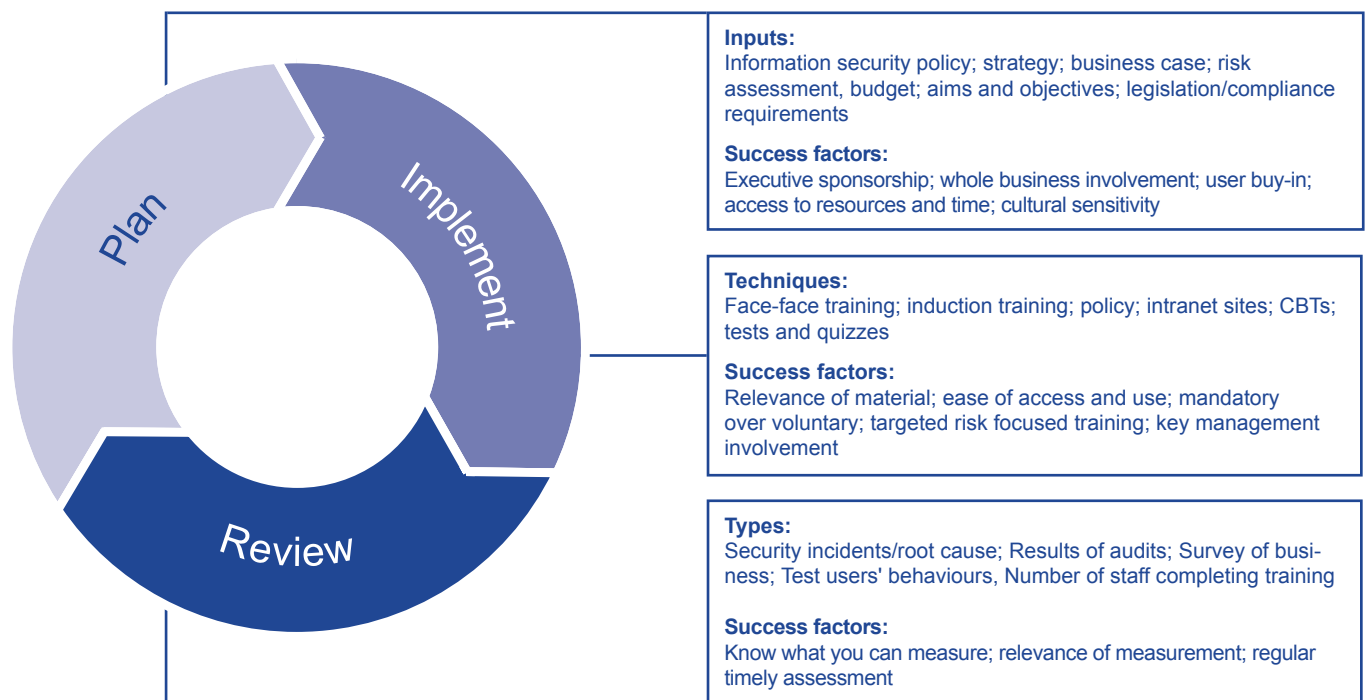 Plan
Implement
Review
Inputs:
Information security policy; strategy; business case; risk
assessment, budget; aims and objectives; legislation/compliance
requirements
Success factors:
Executive sponsorship; whole business involvement; user buy-in;
access to resources and time; cultural sensitivity
Techniques:
Face-face training; induction training; policy; intranet sites; CBTs;
tests and quizzes
Success factors:
Relevance of material; ease of access and use; mandatory
over voluntary; targeted risk focused training; key management
involvement
Types:
Security incidents/root cause; Results of audits; Survey of busi-
ness; Test users' behaviours, Number of staff completing training
Success factors:
Know what you can measure; relevance of measurement; regular
timely assessment